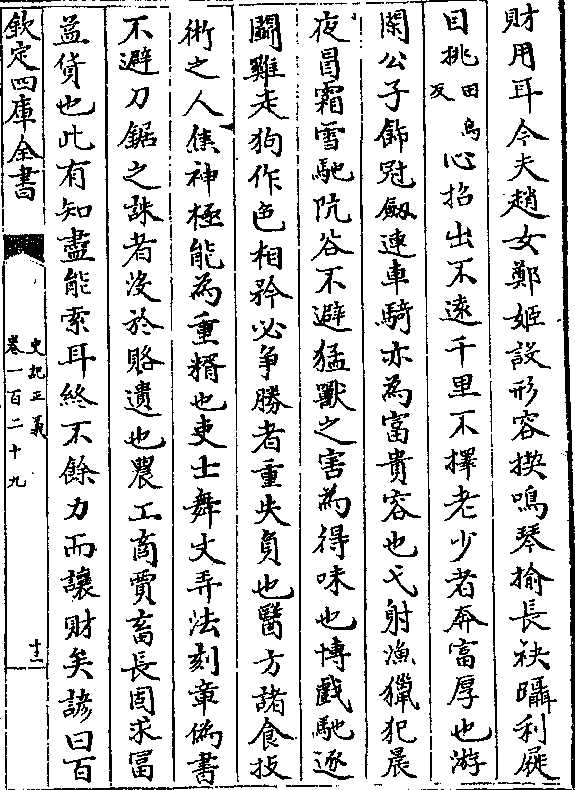 財用耳今夫趙女鄭姬設形容揳鳴琴揄長袂躡利屣
目挑田鳥反心招出不遠千里不擇老少者奔富厚也游
閑公子飾冠劔連車騎亦為富貴容也弋射漁獵犯晨
夜冒霜雪馳阬谷不避猛獸之害為得味也博戲馳逐
鬭雞走狗作色相矜必爭勝者重失負也醫方諸食技
術之人焦神極能為重糈也吏士舞文弄法刻章偽書
不避刀鋸之誅者沒於賂遺也農工商賈畜長固求富
益貨也此有知盡能索耳終不餘力而讓財矣諺曰百
欽定四庫全書
史記正義
卷一百二十九
十二